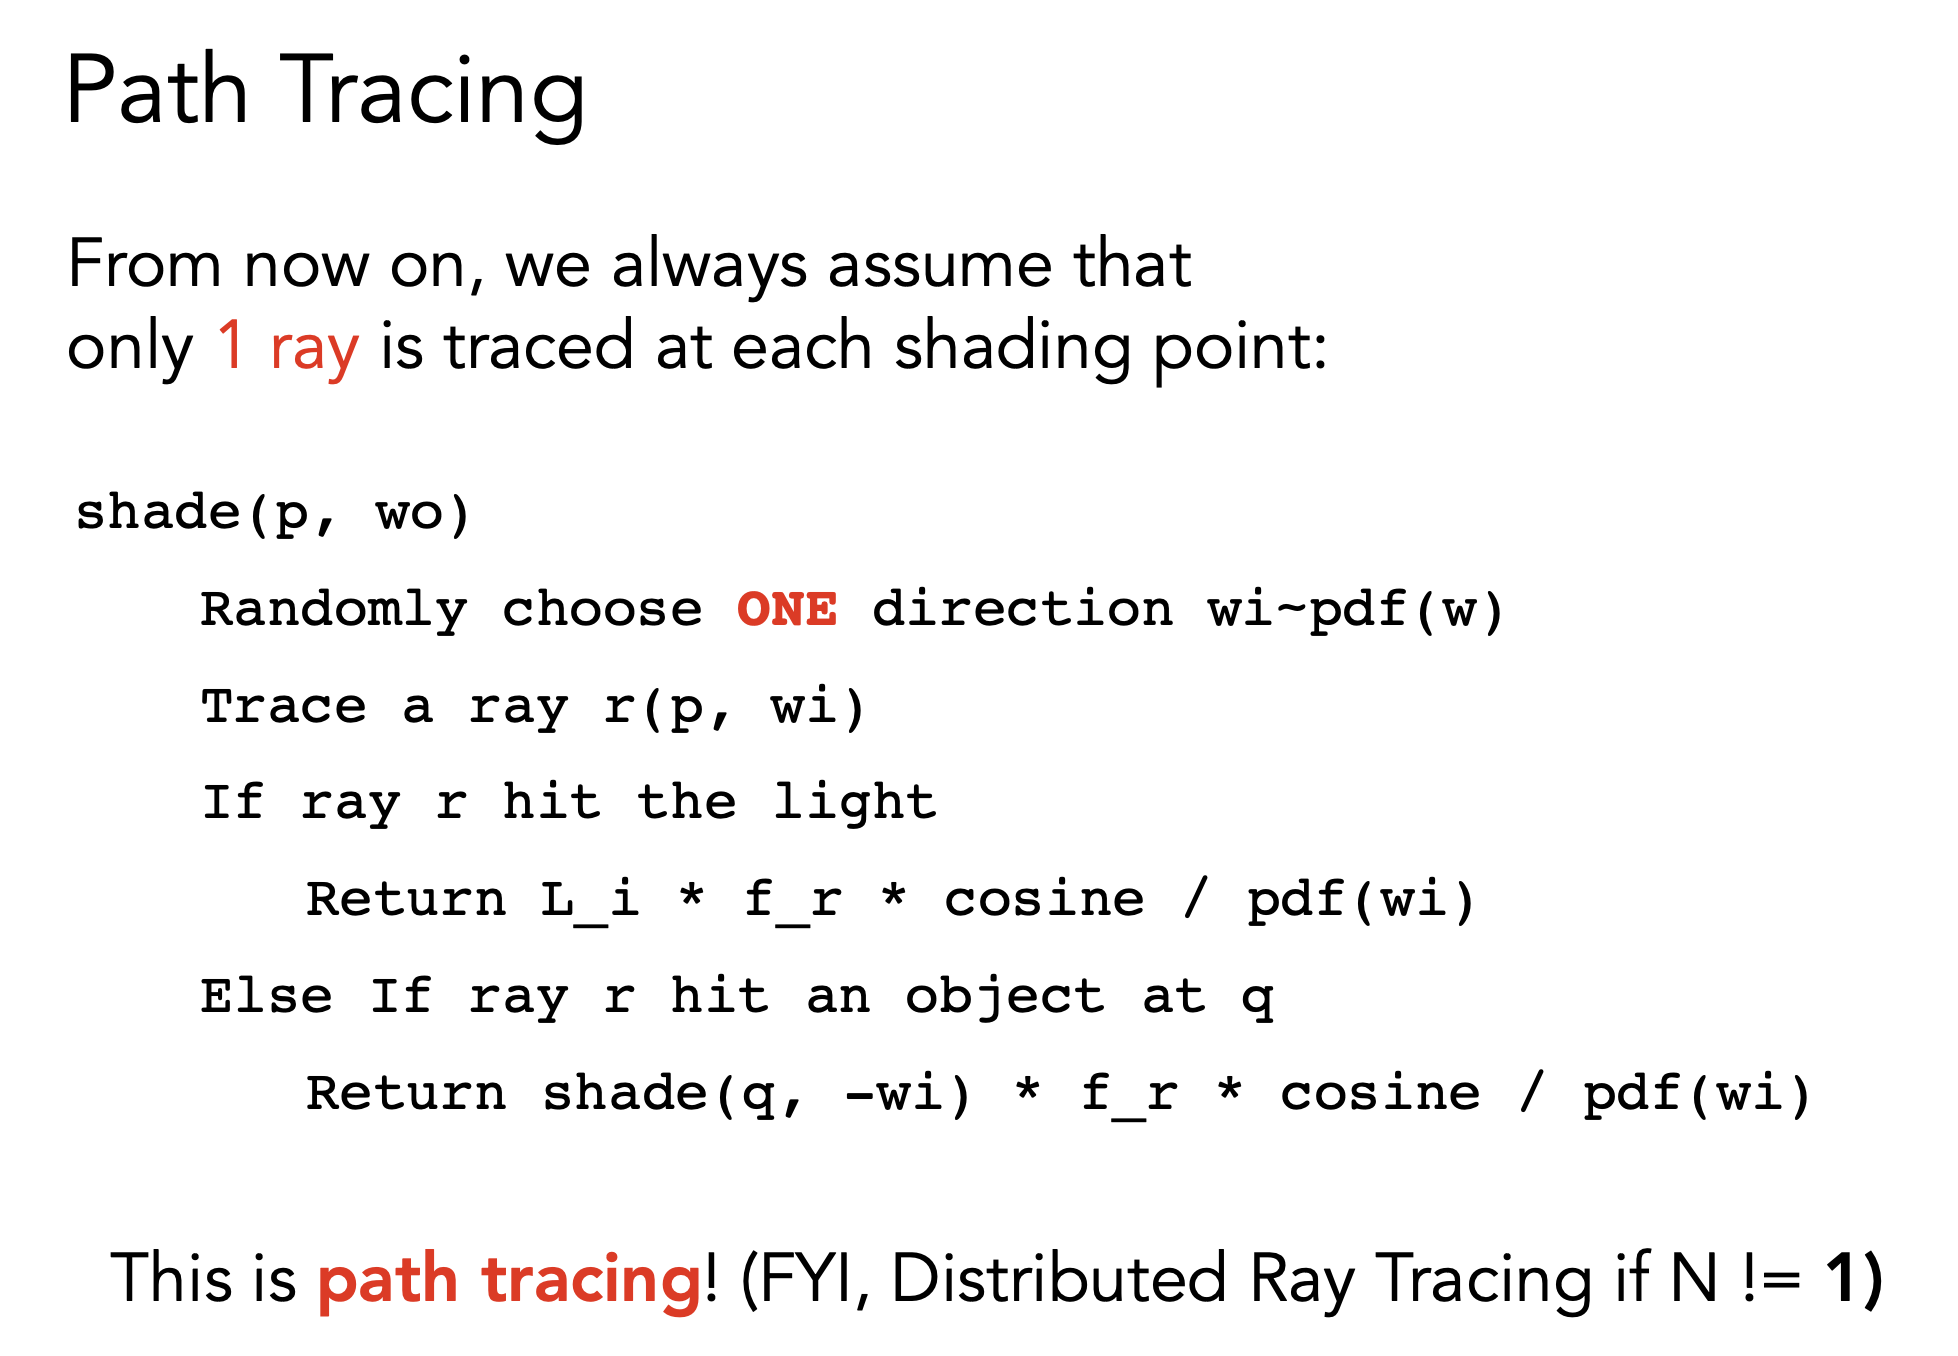 Path Tracing
From now on, we always assume that
only 1 ray is traced at each shading point:
shade(p, wo)
Randomly choose ONE direction wi~pdf(w)
Trace a ray r(p, wi)
If ray r hit the light
Return L_i * f_r * cosine / pdf(wi)
Else If ray r hit an object at q
Return shade(q, -wi) * f_r * cosine / pdf(wi)
This is path tracing! (FYI, Distributed Ray Tracing if N != 1)